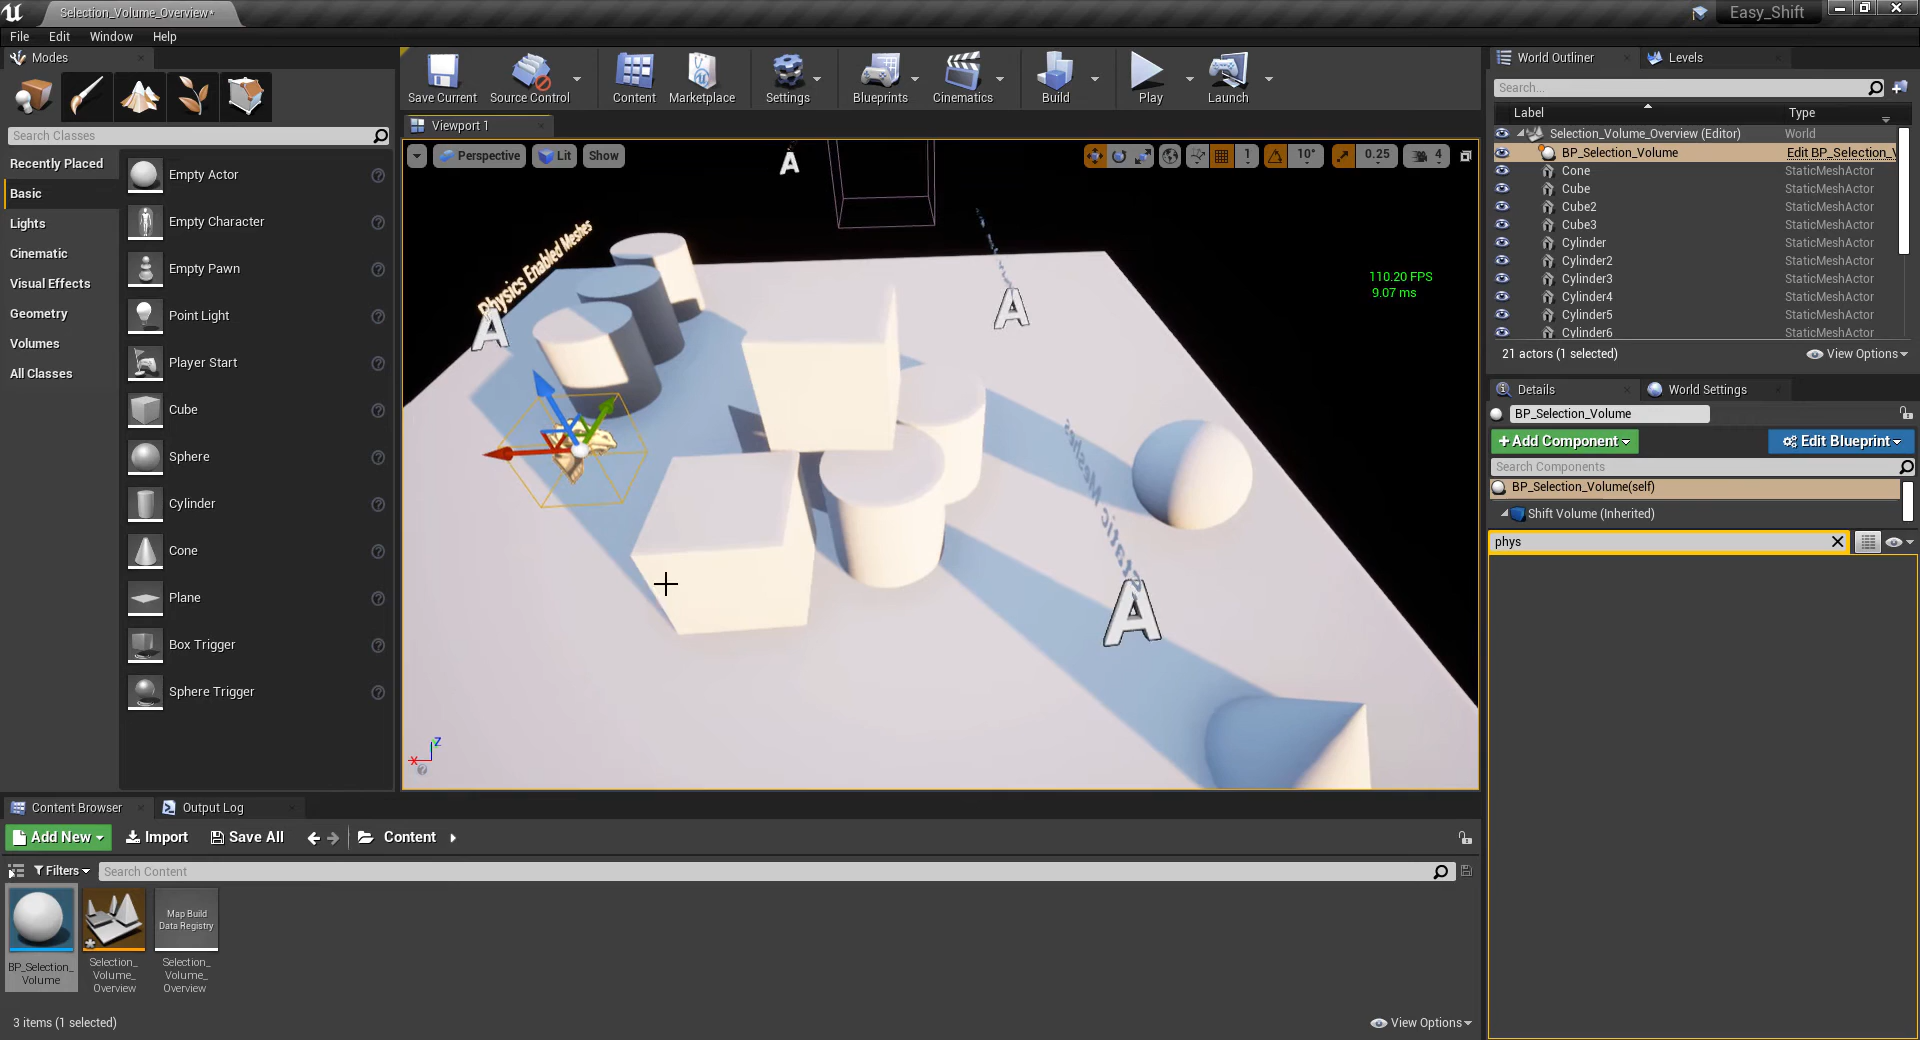 Selection_Volume_Overview*
Easy_Shift
File Edit Window Help
Modes
Search Classes
Recently Placed
Basic
Lights
Cinematic
Visual Effects
Geometry
Volumes
All Classes
Empty Actor
Empty Character
Empty Pawn
Point Light
Player Start
Cube
Sphere
Cylinder
Cone
Plane
Box Trigger
Sphere Trigger
Save Current Source Control Content Marketplace Settings Blueprints Cinematics Build Play Launch
Viewport 1
Perspective Lit Show
1 10° 0.25 4
Physics Enabled Meshes
A
A
A
A
110.20 FPS
9.07 ms
Z
X
World Outliner Levels
Search...
Label Type
Selection_Volume_Overview (Editor) World
BP_Selection_Volume Edit BP_Selection_V
Cone StaticMeshActor
Cube StaticMeshActor
Cube2 StaticMeshActor
Cube3 StaticMeshActor
Cylinder StaticMeshActor
Cylinder2 StaticMeshActor
Cylinder3 StaticMeshActor
Cylinder4 StaticMeshActor
Cylinder5 StaticMeshActor
Cylinder6 StaticMeshActor
21 actors (1 selected) View Options
Details World Settings
BP_Selection_Volume
+Add Component Edit Blueprint
Search Components
BP_Selection_Volume(self)
Shift Volume (Inherited)
phys
Content Browser Output Log
Add New Import Save All Content
Filters Search Content
BP_Selection_
Volume
Selection_
Volume_
Overview
Map Build
Data Registry
Selection_
Volume_
Overview
3 items (1 selected) View Options